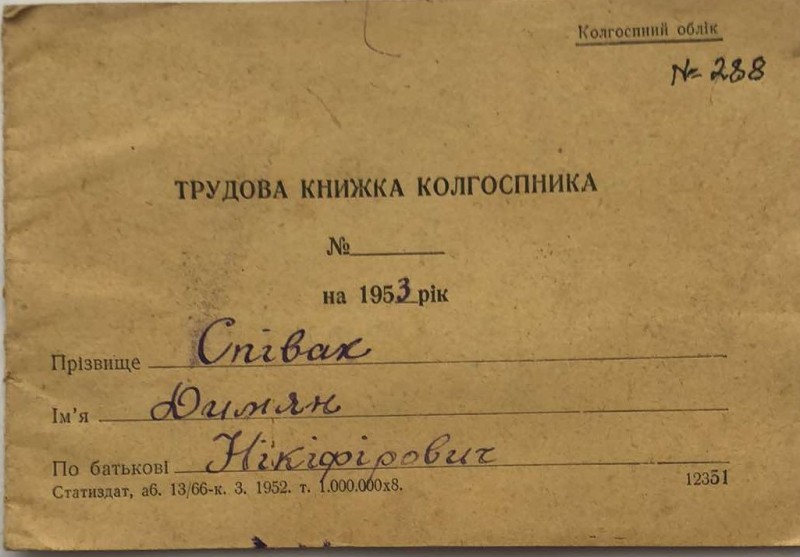 Колгоспний облік
№ 288
ТРУДОВА КНИЖКА КОЛГОСПНИКА
№
на 1953 рік
Прізвище Співак
Ім'я Димян
По батькові Нікіфірович
Статиздат, аб. 13/66-к. 3. 1952. т. 1.000.000х8. 12351